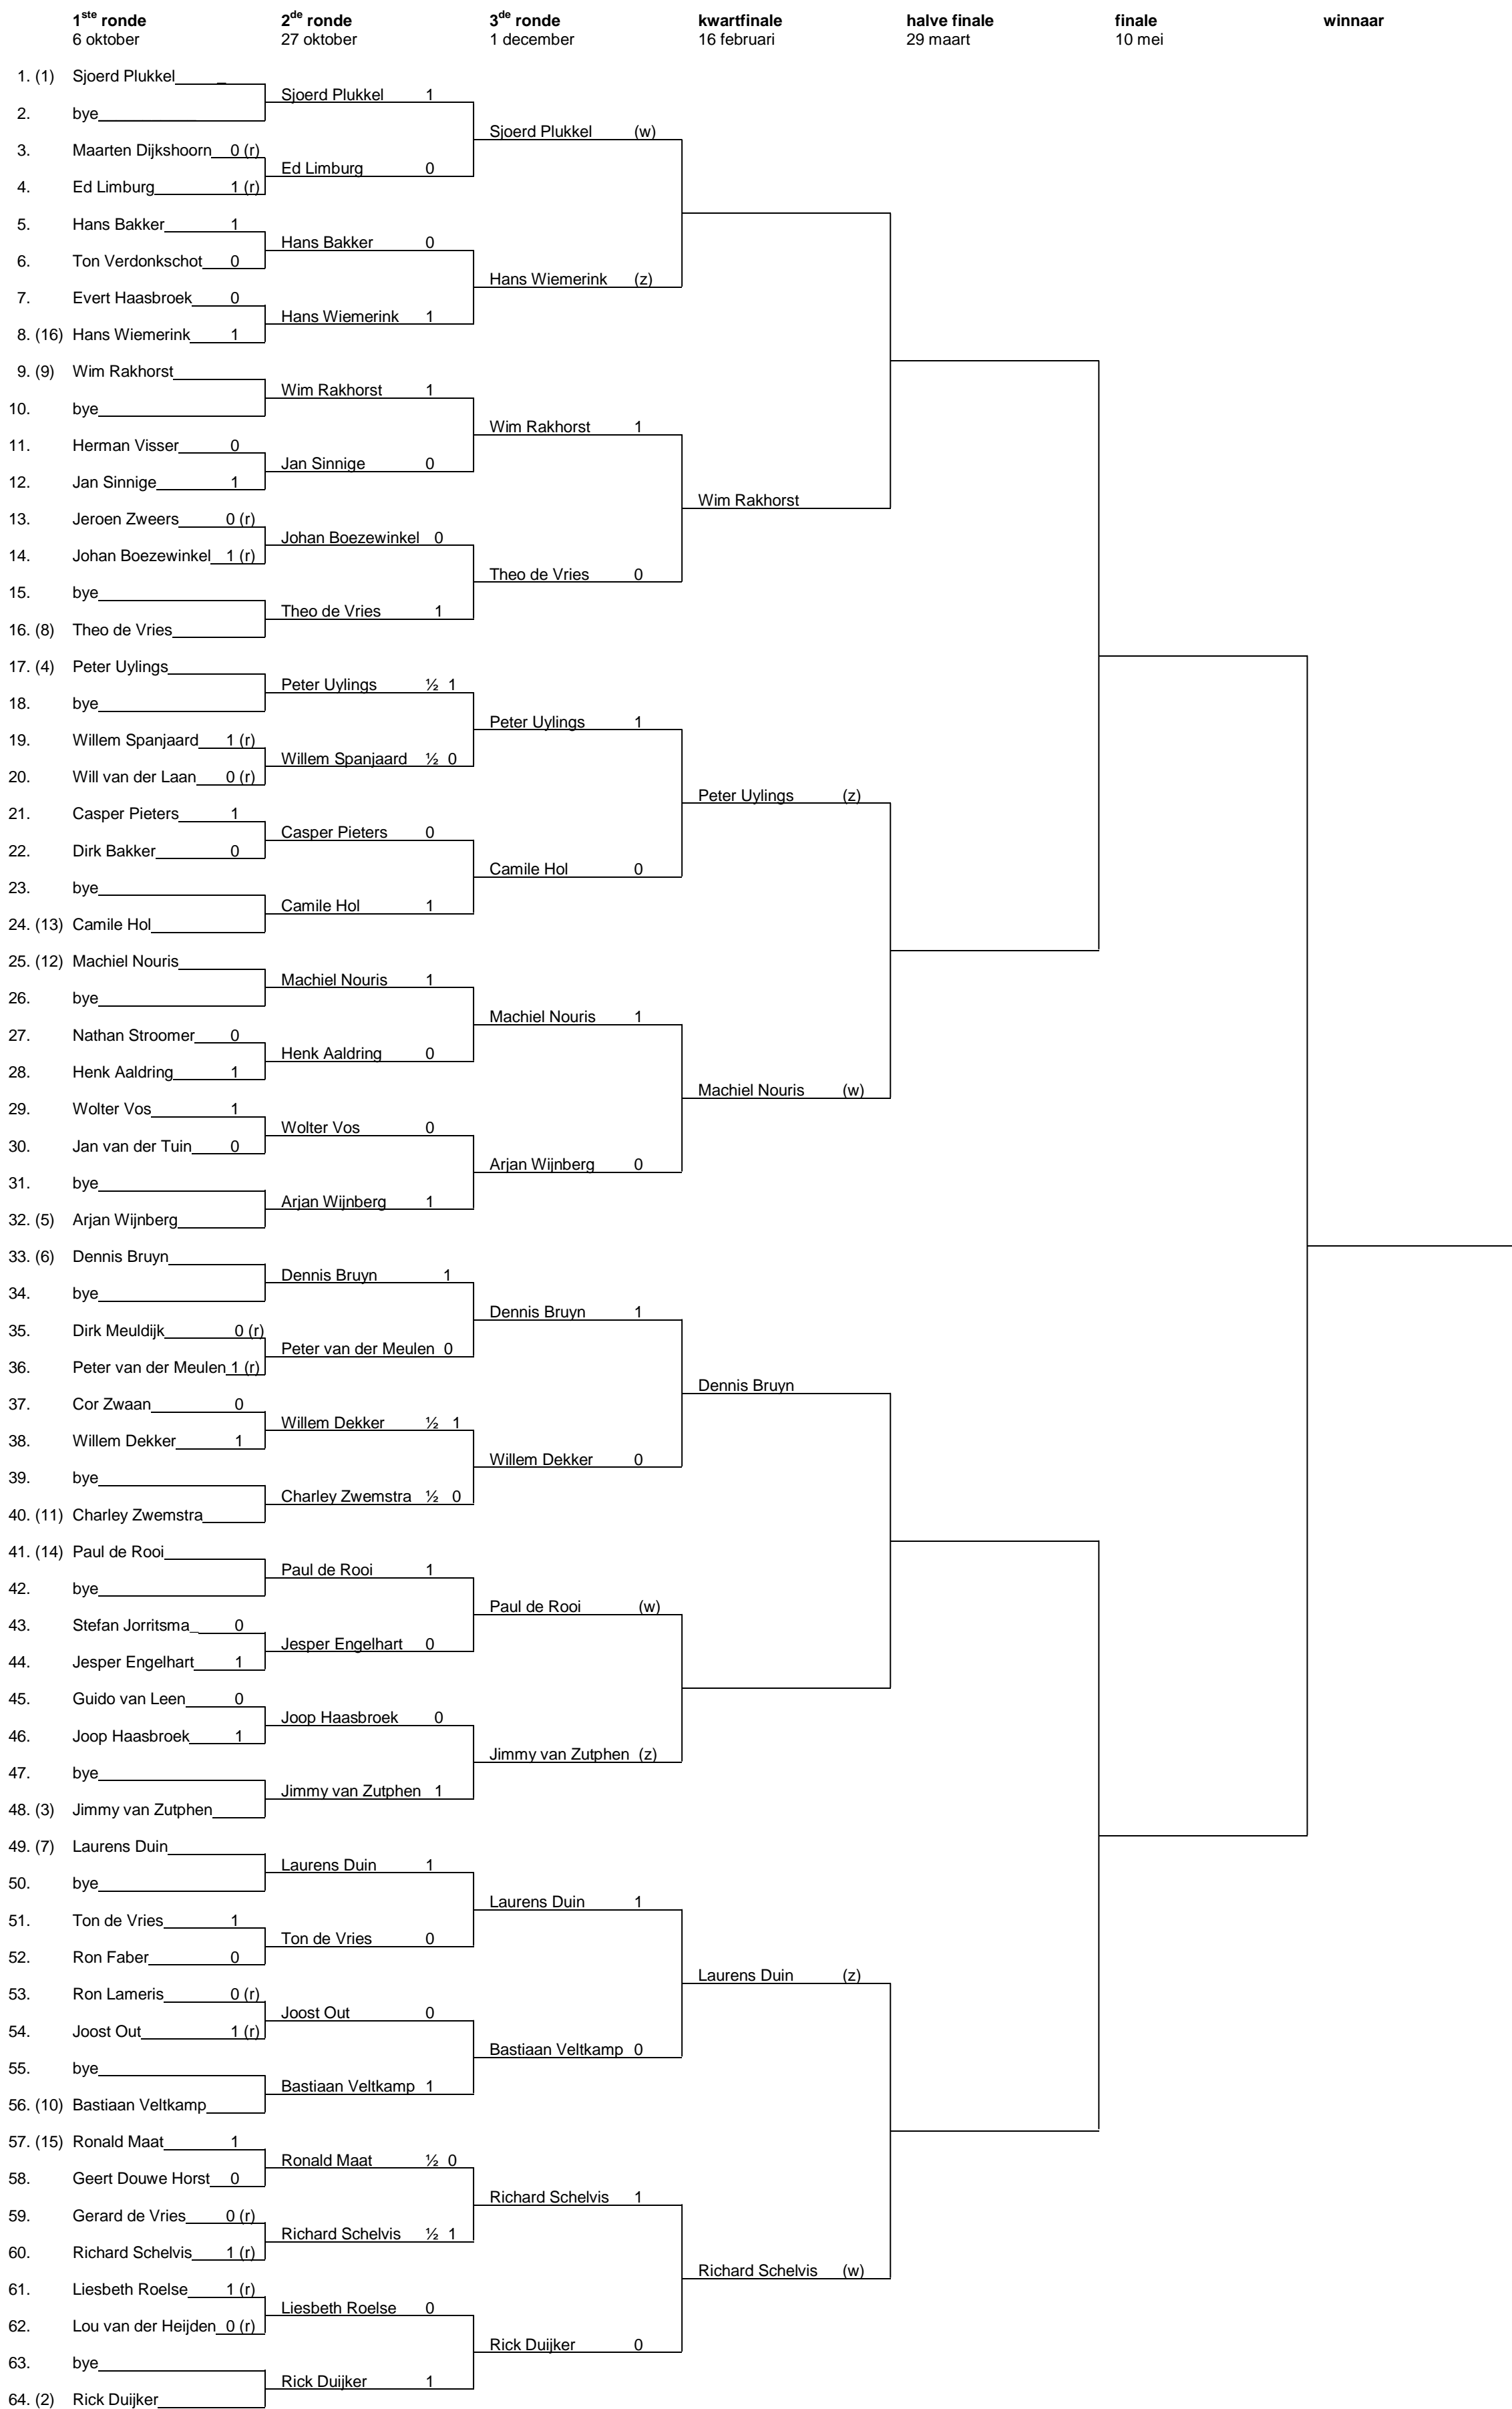 1ste ronde 2de ronde 3de ronde kwartfinale halve finale finale winnaar
6 oktober 27 oktober 1 december 16 februari 29 maart 10 mei
1. (1) Sjoerd Plukkel
Sjoerd Plukkel 1
2. bye
Sjoerd Plukkel (w)
3. Maarten Dijkshoorn 0 (r)
Ed Limburg 0
4. Ed Limburg 1 (r)
5. Hans Bakker 1
Hans Bakker 0
6. Ton Verdonkschot 0
Hans Wiemerink (z)
7. Evert Haasbroek 0
Hans Wiemerink 1
8. (16) Hans Wiemerink 1
9. (9) Wim Rakhorst
Wim Rakhorst 1
10. bye
Wim Rakhorst 1
11. Herman Visser 0
Jan Sinnige 0
12. Jan Sinnige 1
Wim Rakhorst
13. Jeroen Zweers 0 (r)
Johan Boezewinkel 0
14. Johan Boezewinkel 1 (r)
Theo de Vries 0
15. bye
Theo de Vries 1
16. (8) Theo de Vries
17. (4) Peter Uylings
Peter Uylings ½ 1
18. bye
Peter Uylings 1
19. Willem Spanjaard 1 (r)
Willem Spanjaard ½ 0
20. Will van der Laan 0 (r)
Peter Uylings (z)
21. Casper Pieters 1
Casper Pieters 0
22. Dirk Bakker 0
Camile Hol 0
23. bye
Camile Hol 1
24. (13) Camile Hol
25. (12) Machiel Nouris
Machiel Nouris 1
26. bye
Machiel Nouris 1
27. Nathan Stroomer 0
Henk Aaldring 0
28. Henk Aaldring 1
Machiel Nouris (w)
29. Wolter Vos 1
Wolter Vos 0
30. Jan van der Tuin 0
Arjan Wijnberg 0
31. bye
Arjan Wijnberg 1
32. (5) Arjan Wijnberg
33. (6) Dennis Bruyn
Dennis Bruyn 1
34. bye
Dennis Bruyn 1
35. Dirk Meuldijk 0 (r)
Peter van der Meulen 0
36. Peter van der Meulen 1 (r)
Dennis Bruyn
37. Cor Zwaan 0
Willem Dekker ½ 1
38. Willem Dekker 1
Willem Dekker 0
39. bye
Charley Zwemstra ½ 0
40. (11) Charley Zwemstra
41. (14) Paul de Rooi
Paul de Rooi 1
42. bye
Paul de Rooi (w)
43. Stefan Jorritsma 0
Jesper Engelhart 0
44. Jesper Engelhart 1
45. Guido van Leen 0
Joop Haasbroek 0
46. Joop Haasbroek 1
Jimmy van Zutphen (z)
47. bye
Jimmy van Zutphen 1
48. (3) Jimmy van Zutphen
49. (7) Laurens Duin
Laurens Duin 1
50. bye
Laurens Duin 1
51. Ton de Vries 1
Ton de Vries 0
52. Ron Faber 0
Laurens Duin (z)
53. Ron Lameris 0 (r)
Joost Out 0
54. Joost Out 1 (r)
Bastiaan Veltkamp 0
55. bye
Bastiaan Veltkamp 1
56. (10) Bastiaan Veltkamp
57. (15) Ronald Maat 1
Ronald Maat ½ 0
58. Geert Douwe Horst 0
Richard Schelvis 1
59. Gerard de Vries 0 (r)
Richard Schelvis ½ 1
60. Richard Schelvis 1 (r)
Richard Schelvis (w)
61. Liesbeth Roelse 1 (r)
Liesbeth Roelse 0
62. Lou van der Heijden 0 (r)
Rick Duijker 0
63. bye
Rick Duijker 1
64. (2) Rick Duijker